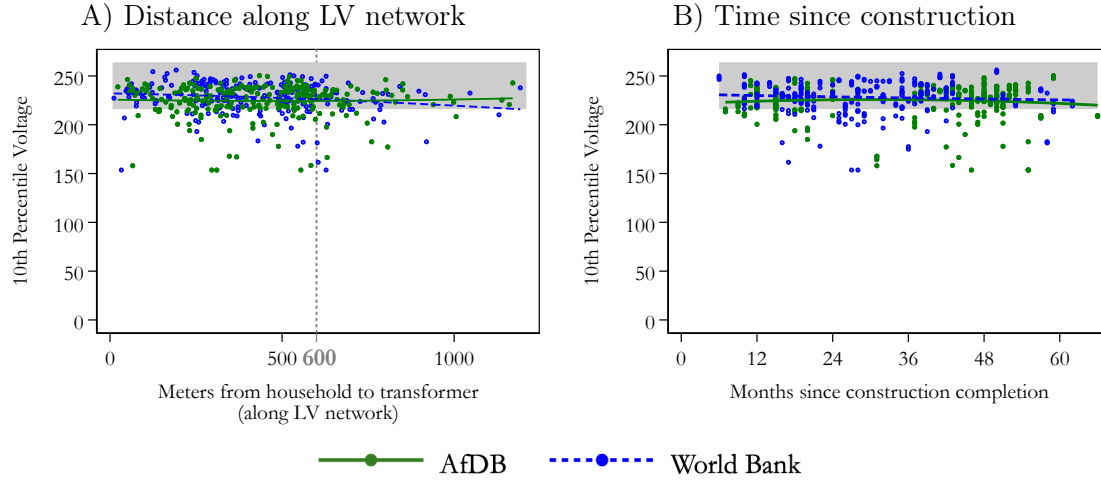 A) Distance along LV network
10th Percentile Voltage
250
200
150
100
50
0
0 500 600 1000
Meters from household to transformer
(along LV network)
B) Time since construction
10th Percentile Voltage
250
200
150
100
50
0
0 12 24 36 48 60
Months since construction completion
AfDB World Bank